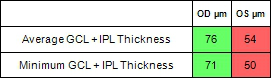 OD µm OS µm
Average GCL + IPL Thickness 76 54
Minimum GCL + IPL Thickness 71 50